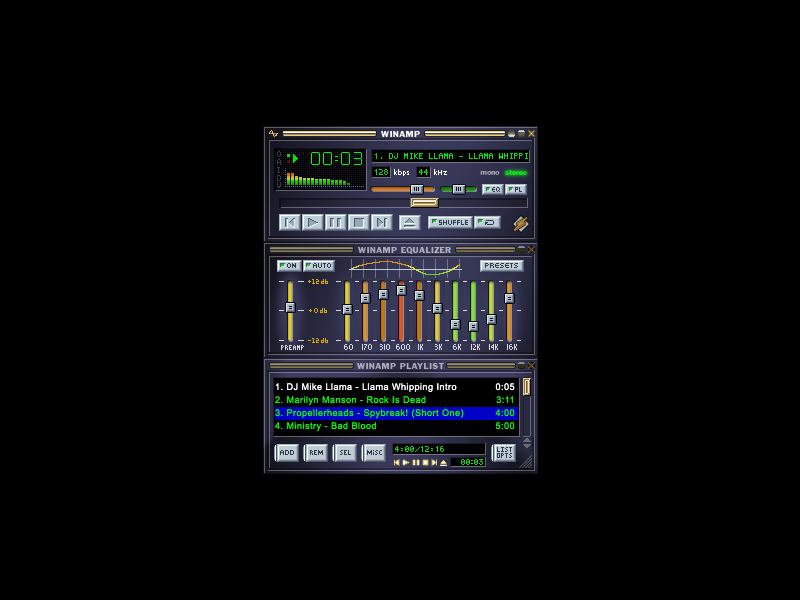 WINAMP
O
A
I
D
V
00:03
1. DJ MIKE LLAMA - LLAMA WHIPPI
128 kbps 44 kHz mono stereo
EQ PL
SHUFFLE
WINAMP EQUALIZER
ON AUTO PRESETS
+12 db
+0 db
-12 db
PREAMP 60 170 310 600 1K 3K 6K 12K 14K 16K
WINAMP PLAYLIST
1. DJ Mike Llama - Llama Whipping Intro 0:05
2. Marilyn Manson - Rock Is Dead 3:11
3. Propellerheads - Spybreak! (Short One) 4:00
4. Ministry - Bad Blood 5:00
ADD REM SEL MISC 4:00/12:16 LIST OPTS
00:03